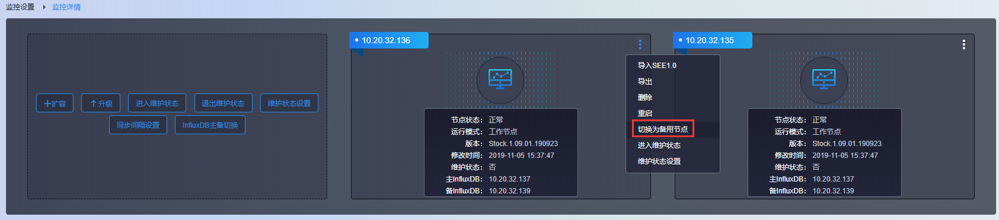 监控设置 监控详情
扩容 升级 进入维护状态 退出维护状态 维护状态设置
同步间隔设置 InfluxDB主备切换
10.20.32.136
节点状态： 正常
运行模式： 工作节点
版本： Stock.1.09.01.190923
修改时间： 2019-11-05 15:37:47
维护状态： 否
主InfluxDB： 10.20.32.137
备InfluxDB： 10.20.32.139
导入SEE1.0
导出
删除
重启
切换为备用节点
进入维护状态
维护状态设置
10.20.32.135
节点状态： 正常
运行模式： 工作节点
版本： Stock.1.09.01.190923
修改时间： 2019-11-05 15:37:47
维护状态： 否
主InfluxDB： 10.20.32.137
备InfluxDB： 10.20.32.139